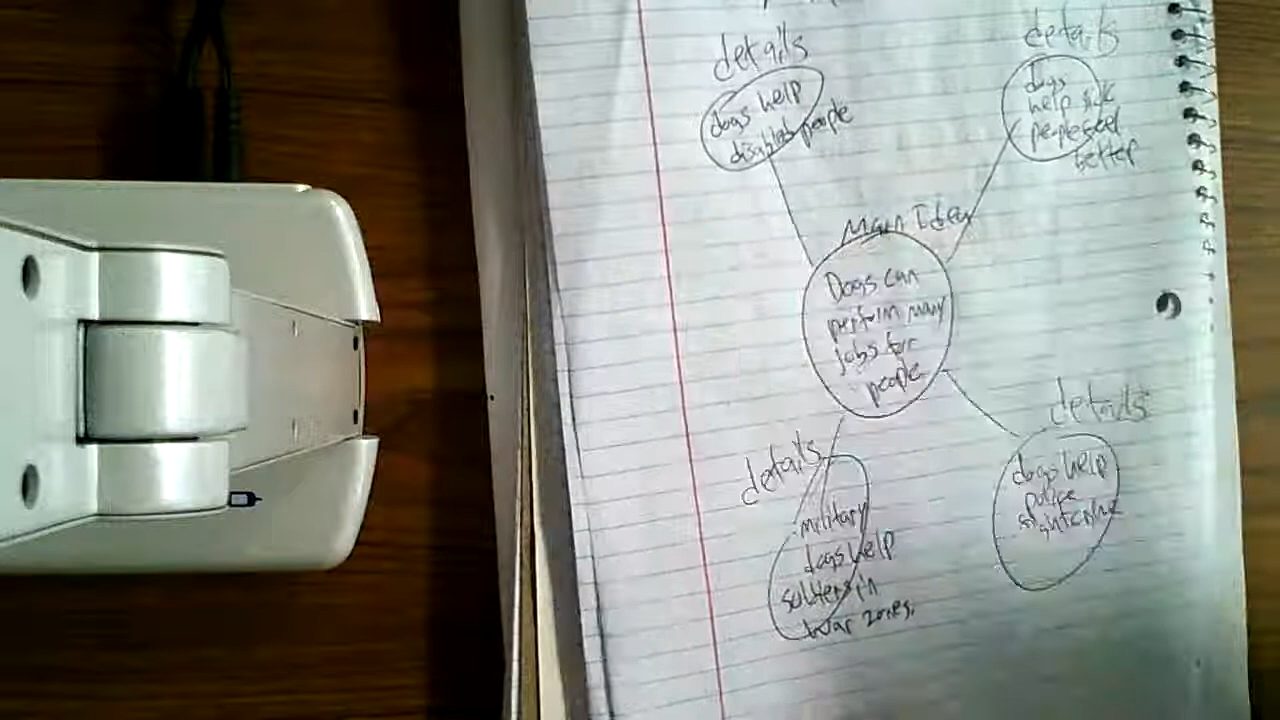 details
dogs help
disabled people
details
dogs
help sick
people feel
better
Main Idea
Dogs can
perform many
jobs for
people
details
military
dogs help
in
war zones.
details
dogs help
police